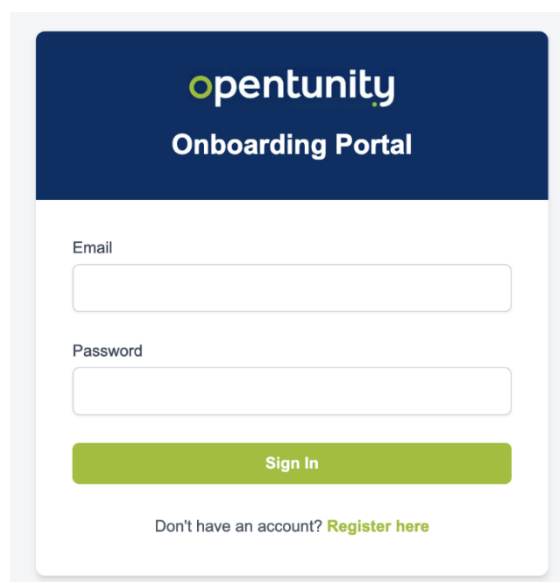 opentunity
Onboarding Portal
Email
Password
Sign In
Don't have an account? Register here